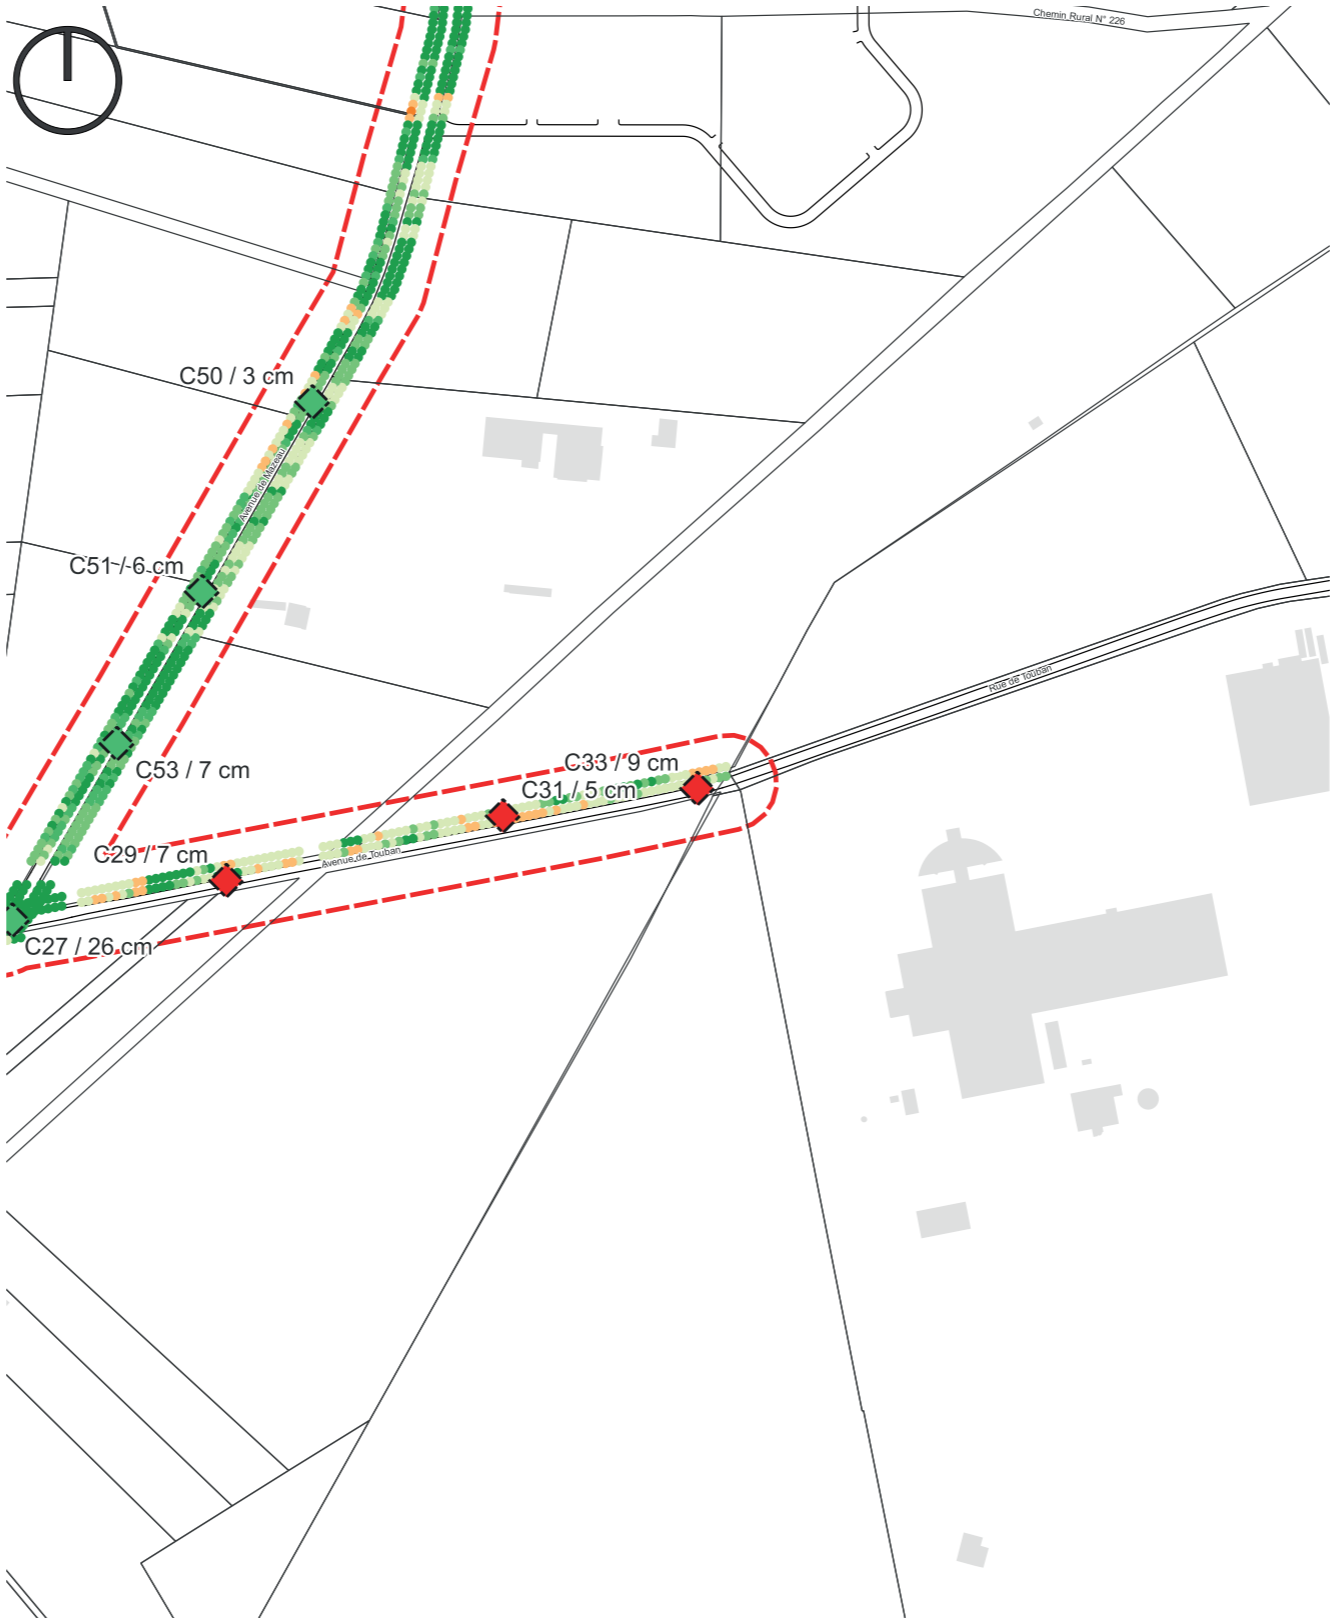 Chemin Rural N° 226
C50 / 3 cm
Avenue de Mazeau
C51 / 6 cm
Rue de Touban
C33 / 9 cm
C53 / 7 cm
C31 / 5 cm
C29 / 7 cm
Avenue de Touban
C27 / 26 cm